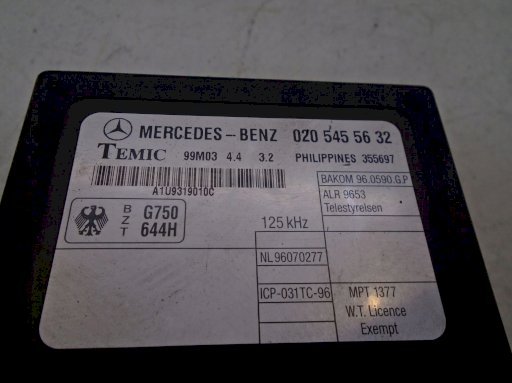 MERCEDES-BENZ 020 545 56 32
TEMIC 99M03 4.4 3.2 PHILIPPINES 355697
A1U9319010C
BAKOM 96.0590.G.P
ALR 9653
Telestyrelsen
BZT G750 644H
125 kHz
NL96070277
ICP-031TC-96
MPT 1377
W.T. Licence
Exempt